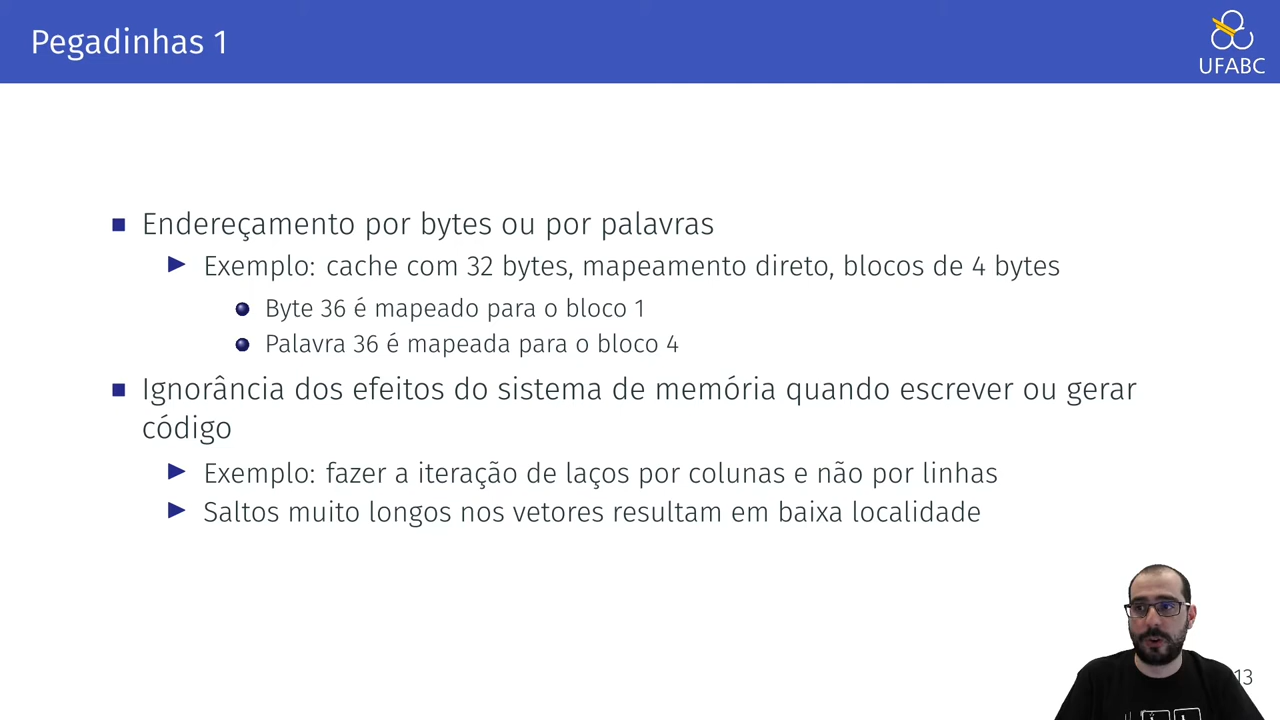 Pegadinhas 1
UFABC
Endereçamento por bytes ou por palavras
Exemplo: cache com 32 bytes, mapeamento direto, blocos de 4 bytes
Byte 36 é mapeado para o bloco 1
Palavra 36 é mapeada para o bloco 4
Ignorância dos efeitos do sistema de memória quando escrever ou gerar
código
Exemplo: fazer a iteração de laços por colunas e não por linhas
Saltos muito longos nos vetores resultam em baixa localidade
13